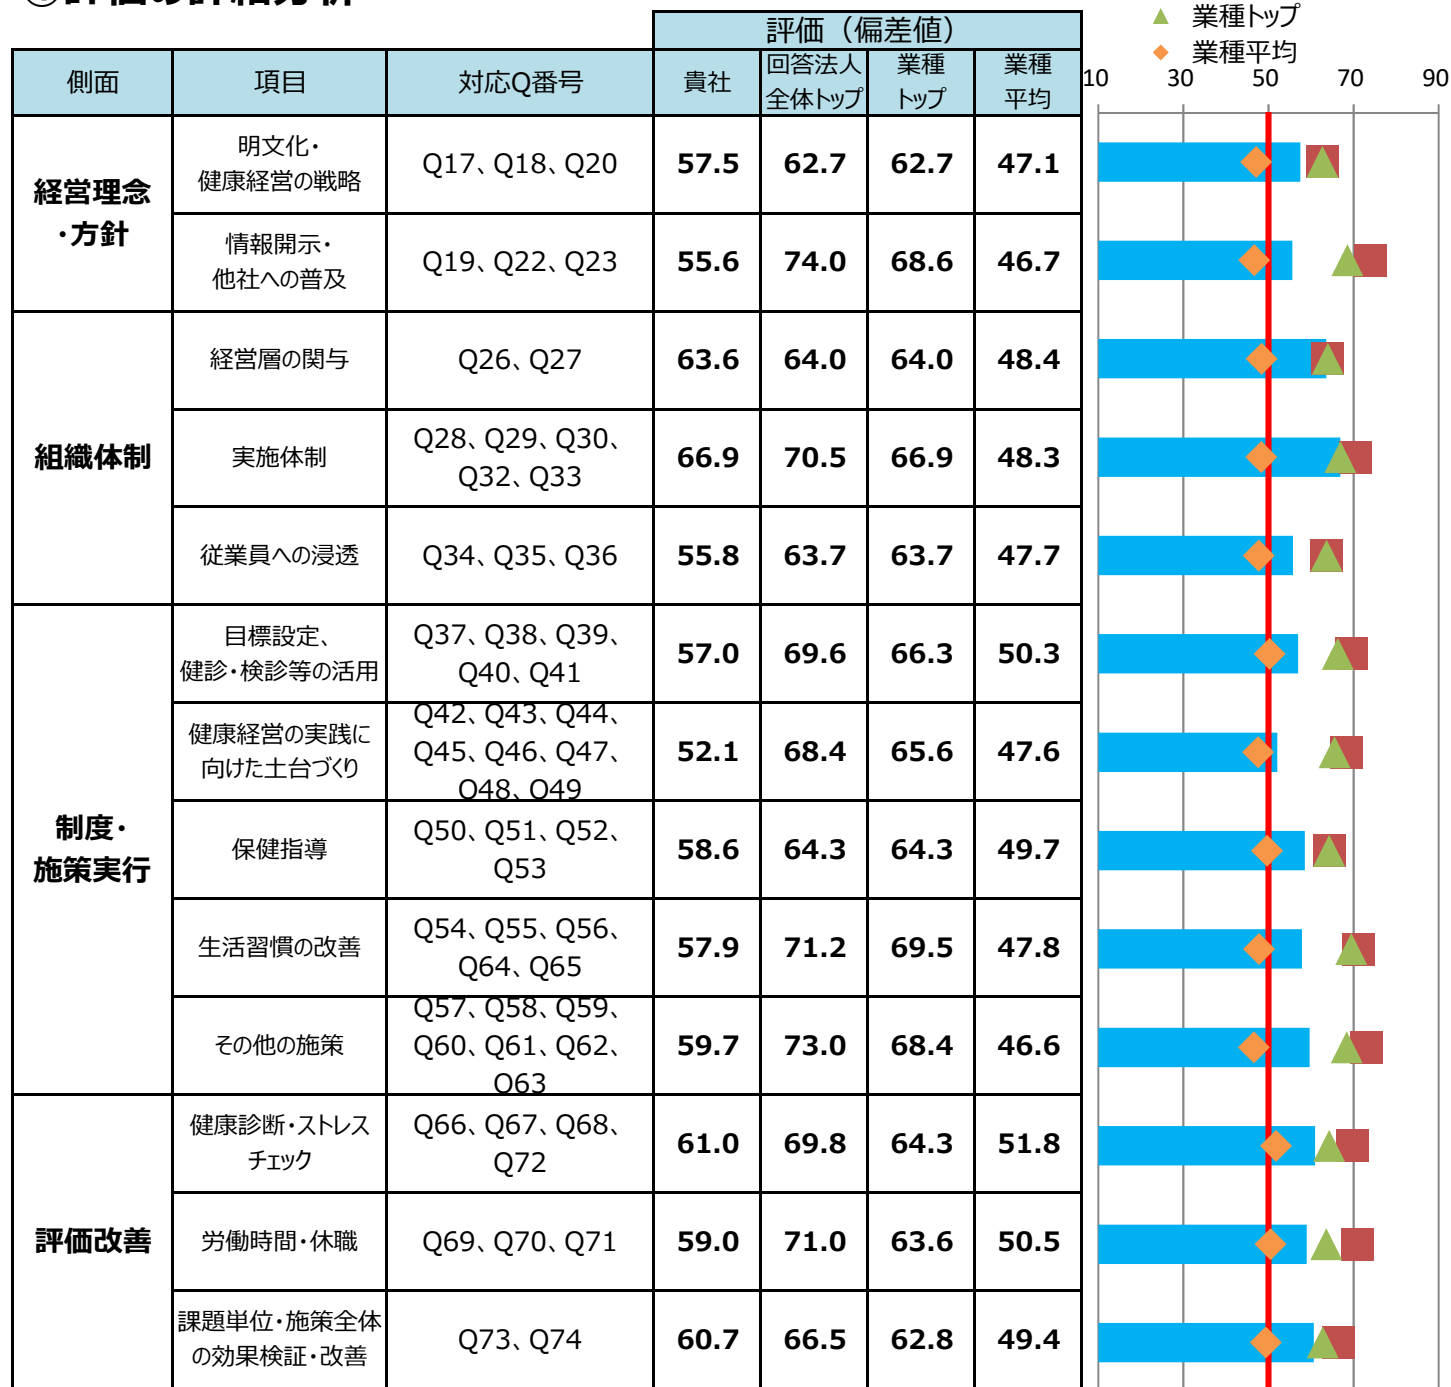 評価（偏差値）
▲ 業種トップ
◆ 業種平均
側面 項目 対応Q番号 貴社 回答法人 業種 業種
全体トップ トップ 平均
10 30 50 70 90
経営理念
・方針
明文化・
健康経営の戦略
Q17、Q18、Q20
57.5 62.7 62.7 47.1
情報開示・
他社への普及
Q19、Q22、Q23
55.6 74.0 68.6 46.7
組織体制
経営層の関与
Q26、Q27
63.6 64.0 64.0 48.4
実施体制
Q28、Q29、Q30、
Q32、Q33
66.9 70.5 66.9 48.3
従業員への浸透
Q34、Q35、Q36
55.8 63.7 63.7 47.7
制度・
施策実行
目標設定、
健診・検診等の活用
Q37、Q38、Q39、
Q40、Q41
57.0 69.6 66.3 50.3
健康経営の実践に
向けた土台づくり
Q42、Q43、Q44、
Q45、Q46、Q47、
Q48、Q49
52.1 68.4 65.6 47.6
保健指導
Q50、Q51、Q52、
Q53
58.6 64.3 64.3 49.7
生活習慣の改善
Q54、Q55、Q56、
Q64、Q65
57.9 71.2 69.5 47.8
その他の施策
Q57、Q58、Q59、
Q60、Q61、Q62、
Q63
59.7 73.0 68.4 46.6
評価改善
健康診断・ストレス
チェック
Q66、Q67、Q68、
Q72
61.0 69.8 64.3 51.8
労働時間・休職
Q69、Q70、Q71
59.0 71.0 63.6 50.5
課題単位・施策全体
の効果検証・改善
Q73、Q74
60.7 66.5 62.8 49.4